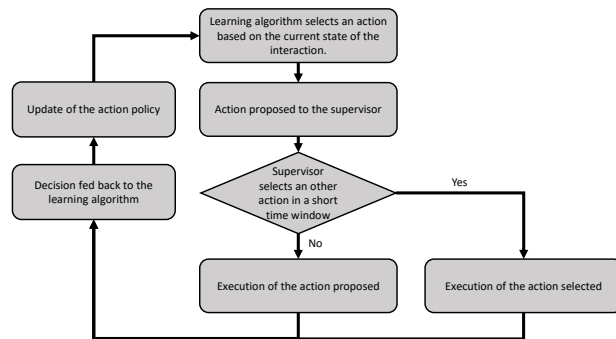 Learning algorithm selects an action
based on the current state of the
interaction.
Update of the action policy
Action proposed to the supervisor
Decision fed back to the
learning algorithm
Supervisor
selects an other
action in a short
time window
Yes
No
Execution of the action proposed
Execution of the action selected